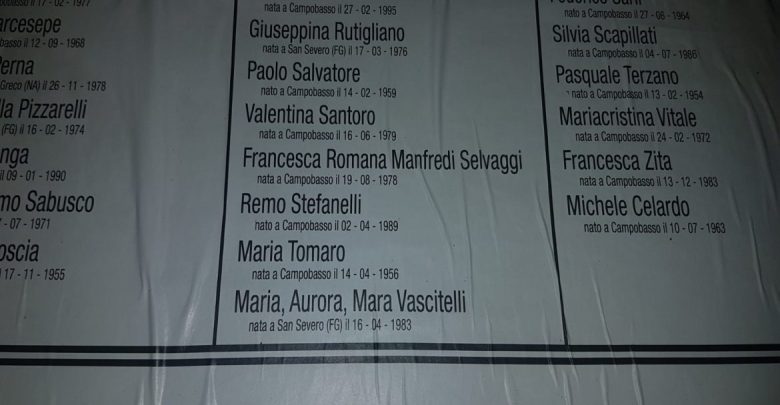 17 - 02 - 1977
arcesepe
12 - 09 - 1968
Perna
Greco (NA) il 26 - 11 - 1978
lla Pizzarelli
(FG) il 16 - 02 - 1974
nga
il 09 - 01 - 1990
mo Sabusco
- 07 - 1971
oscia
il 17 - 11 - 1955
nato a Campobasso il 27 - 02 - 1995
Giuseppina Rutigliano
nata a San Severo (FG) il 17 - 03 - 1976
Paolo Salvatore
nato a Campobasso il 14 - 02 - 1959
Valentina Santoro
nata a Campobasso il 16 - 06 - 1979
Francesca Romana Manfredi Selvaggi
nata a Campobasso il 19 - 08 - 1978
Remo Stefanelli
nato a Campobasso il 02 - 04 - 1989
Maria Tomaro
nata a Campobasso il 14 - 04 - 1956
Maria, Aurora, Mara Vascitelli
nata a San Severo (FG) il 16 - 04 - 1983
nato a Campobasso il 27 - 08 - 1964
Silvia Scapillati
nata a Campobasso il 04 - 07 - 1986
Pasquale Terzano
nato a Campobasso il 13 - 02 - 1954
Mariacristina Vitale
nata a Campobasso il 24 - 02 - 1972
Francesca Zita
nata a Campobasso il 13 - 12 - 1983
Michele Celardo
nato a Campobasso il 10 - 07 - 1963